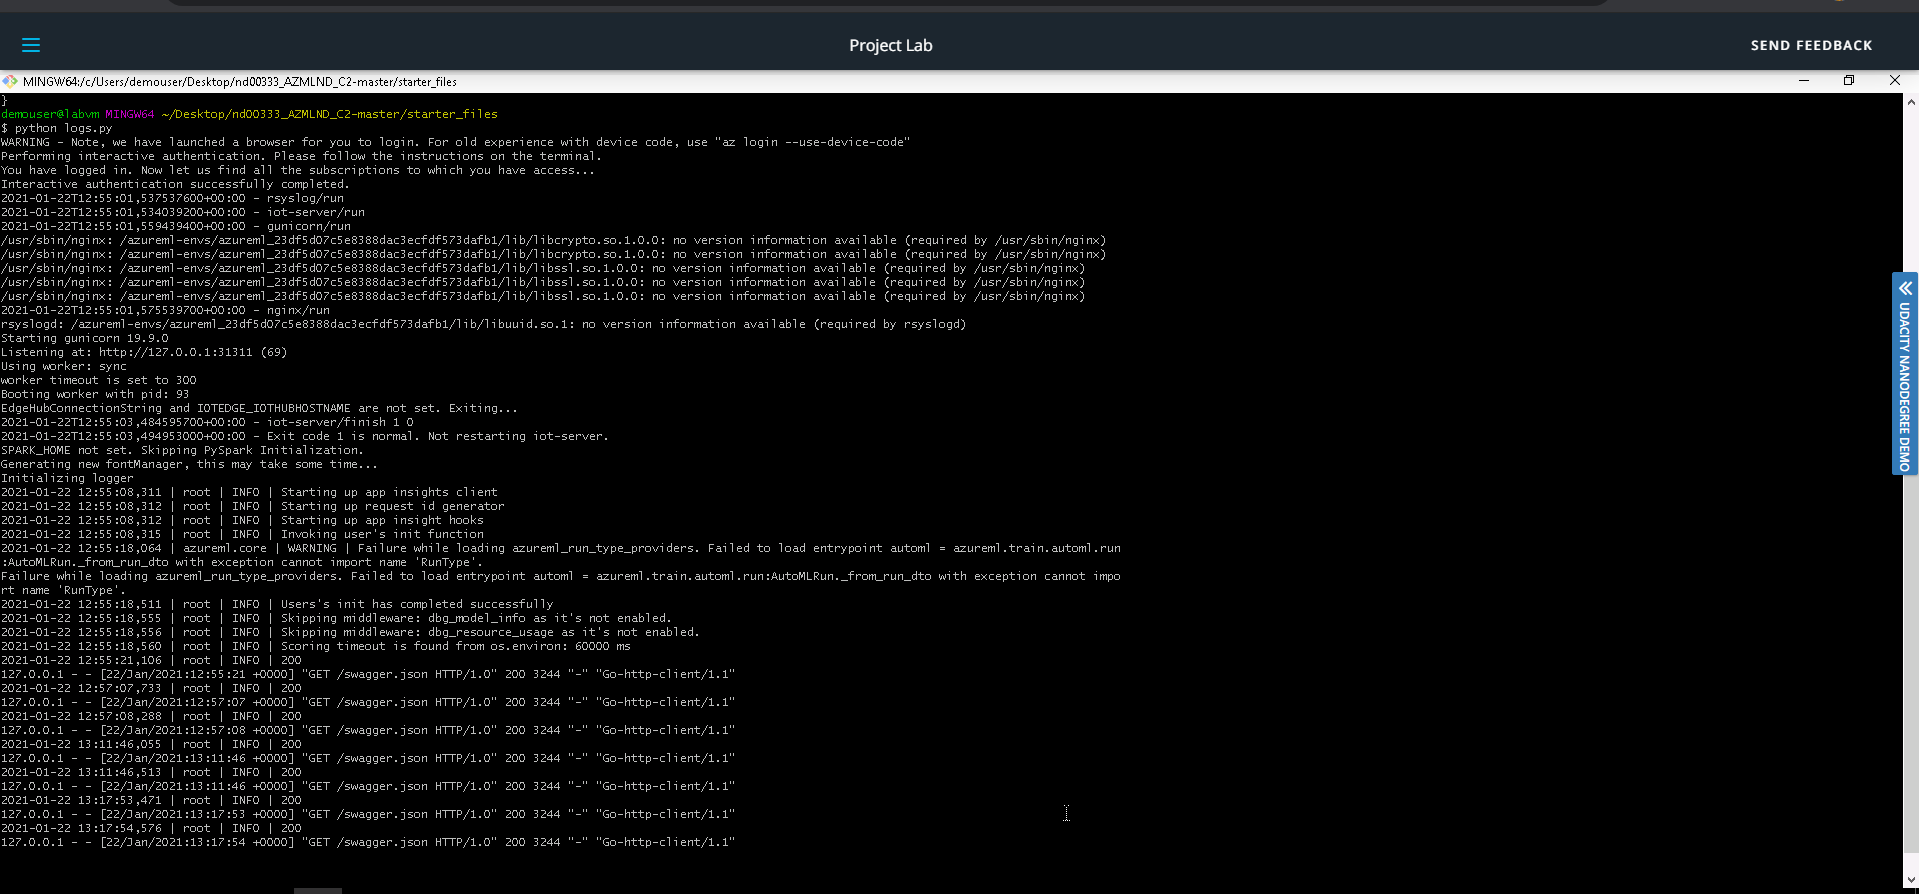 Project Lab
SEND FEEDBACK
MINGW64:/c/Users/demouser/Desktop/nd00333_AZMLND_C2-master/starter_files
}
demouser@labvm MINGW64 ~/Desktop/nd00333_AZMLND_C2-master/starter_files
$ python logs.py
WARNING - Note, we have launched a browser for you to login. For old experience with device code, use "az login --use-device-code"
Performing interactive authentication. Please follow the instructions on the terminal.
You have logged in. Now let us find all the subscriptions to which you have access...
Interactive authentication successfully completed.
2021-01-22T12:55:01,537537600+00:00 - rsyslog/run
2021-01-22T12:55:01,534039200+00:00 - iot-server/run
2021-01-22T12:55:01,559439400+00:00 - gunicorn/run
/usr/sbin/nginx: /azureml-envs/azureml_23df5d07c5e8388dac3ecfdf573dafb1/lib/libcrypto.so.1.0.0: no version information available (required by /usr/sbin/nginx)
/usr/sbin/nginx: /azureml-envs/azureml_23df5d07c5e8388dac3ecfdf573dafb1/lib/libcrypto.so.1.0.0: no version information available (required by /usr/sbin/nginx)
/usr/sbin/nginx: /azureml-envs/azureml_23df5d07c5e8388dac3ecfdf573dafb1/lib/libssl.so.1.0.0: no version information available (required by /usr/sbin/nginx)
/usr/sbin/nginx: /azureml-envs/azureml_23df5d07c5e8388dac3ecfdf573dafb1/lib/libssl.so.1.0.0: no version information available (required by /usr/sbin/nginx)
/usr/sbin/nginx: /azureml-envs/azureml_23df5d07c5e8388dac3ecfdf573dafb1/lib/libssl.so.1.0.0: no version information available (required by /usr/sbin/nginx)
2021-01-22T12:55:01,575539700+00:00 - nginx/run
rsyslogd: /azureml-envs/azureml_23df5d07c5e8388dac3ecfdf573dafb1/lib/libuuid.so.1: no version information available (required by rsyslogd)
Starting gunicorn 19.9.0
Listening at: http://127.0.0.1:31311 (69)
Using worker: sync
worker timeout is set to 300
Booting worker with pid: 93
EdgeHubConnectionString and IOTEDGE_IOTHUBHOSTNAME are not set. Exiting...
2021-01-22T12:55:03,484595700+00:00 - iot-server/finish 1 0
2021-01-22T12:55:03,494953000+00:00 - Exit code 1 is normal. Not restarting iot-server.
SPARK_HOME not set. Skipping PySpark Initialization.
Generating new fontManager, this may take some time...
Initializing logger
2021-01-22 12:55:08,311 | root | INFO | Starting up app insights client
2021-01-22 12:55:08,312 | root | INFO | Starting up request id generator
2021-01-22 12:55:08,312 | root | INFO | Starting up app insight hooks
2021-01-22 12:55:08,315 | root | INFO | Invoking user's init function
2021-01-22 12:55:18,064 | azureml.core | WARNING | Failure while loading azureml_run_type_providers. Failed to load entrypoint automl = azureml.train.automl.run
:AutoMLRun._from_run_dto with exception cannot import name 'RunType'.
Failure while loading azureml_run_type_providers. Failed to load entrypoint automl = azureml.train.automl.run:AutoMLRun._from_run_dto with exception cannot impo
rt name 'RunType'.
2021-01-22 12:55:18,511 | root | INFO | Users's init has completed successfully
2021-01-22 12:55:18,555 | root | INFO | Skipping middleware: dbg_model_info as it's not enabled.
2021-01-22 12:55:18,556 | root | INFO | Skipping middleware: dbg_resource_usage as it's not enabled.
2021-01-22 12:55:18,560 | root | INFO | Scoring timeout is found from os.environ: 60000 ms
2021-01-22 12:55:21,106 | root | INFO | 200
127.0.0.1 - - [22/Jan/2021:12:55:21 +0000] "GET /swagger.json HTTP/1.0" 200 3244 "-" "Go-http-client/1.1"
2021-01-22 12:57:07,733 | root | INFO | 200
127.0.0.1 - - [22/Jan/2021:12:57:07 +0000] "GET /swagger.json HTTP/1.0" 200 3244 "-" "Go-http-client/1.1"
2021-01-22 12:57:08,288 | root | INFO | 200
127.0.0.1 - - [22/Jan/2021:12:57:08 +0000] "GET /swagger.json HTTP/1.0" 200 3244 "-" "Go-http-client/1.1"
2021-01-22 13:11:46,055 | root | INFO | 200
127.0.0.1 - - [22/Jan/2021:13:11:46 +0000] "GET /swagger.json HTTP/1.0" 200 3244 "-" "Go-http-client/1.1"
2021-01-22 13:11:46,513 | root | INFO | 200
127.0.0.1 - - [22/Jan/2021:13:11:46 +0000] "GET /swagger.json HTTP/1.0" 200 3244 "-" "Go-http-client/1.1"
2021-01-22 13:17:53,471 | root | INFO | 200
127.0.0.1 - - [22/Jan/2021:13:17:53 +0000] "GET /swagger.json HTTP/1.0" 200 3244 "-" "Go-http-client/1.1"
2021-01-22 13:17:54,576 | root | INFO | 200
127.0.0.1 - - [22/Jan/2021:13:17:54 +0000] "GET /swagger.json HTTP/1.0" 200 3244 "-" "Go-http-client/1.1"
UDACITY NANODEGREE DEMO